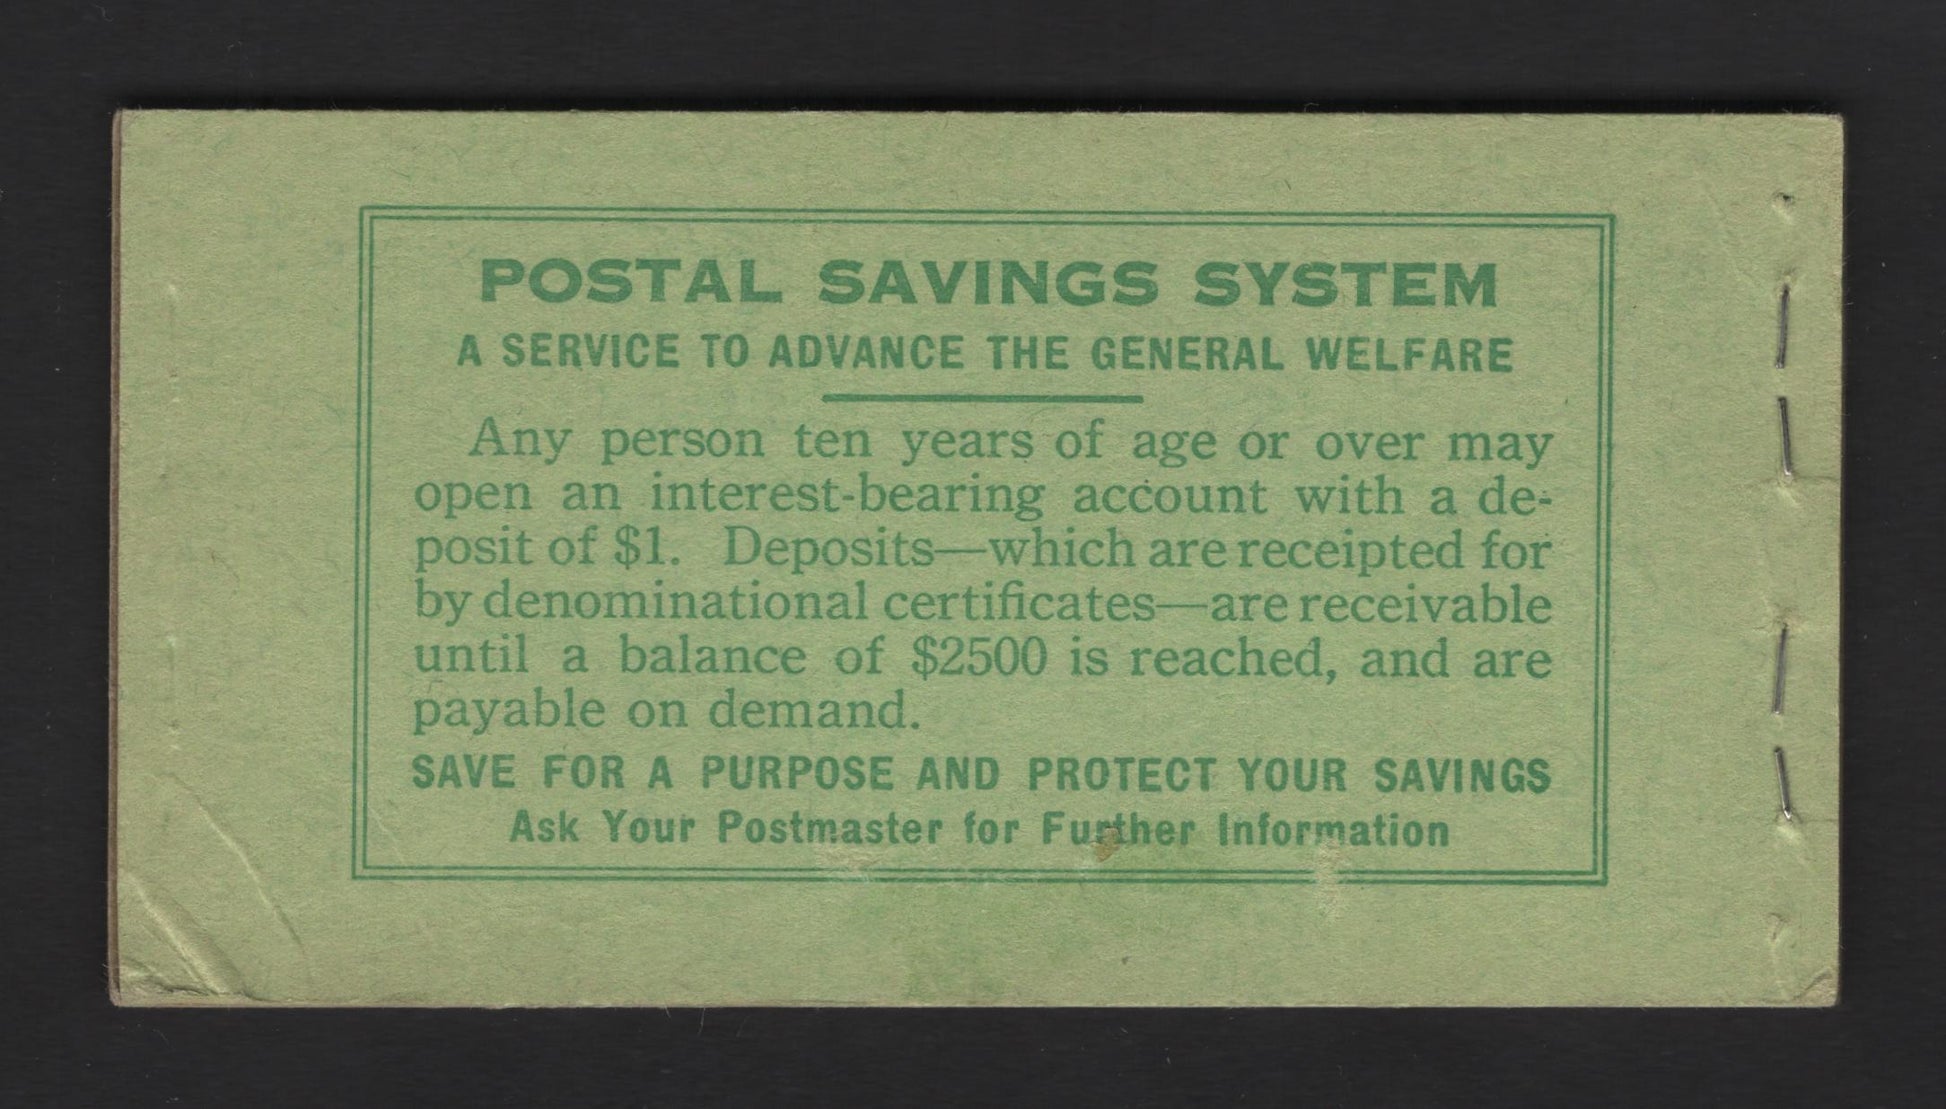 POSTAL SAVINGS SYSTEM
A SERVICE TO ADVANCE THE GENERAL WELFARE
Any person ten years of age or over may
open an interest-bearing account with a de-
posit of $1. Deposits—which are receipted for
by denominational certificates—are receivable
until a balance of $2500 is reached, and are
payable on demand.
SAVE FOR A PURPOSE AND PROTECT YOUR SAVINGS
Ask Your Postmaster for Further Information